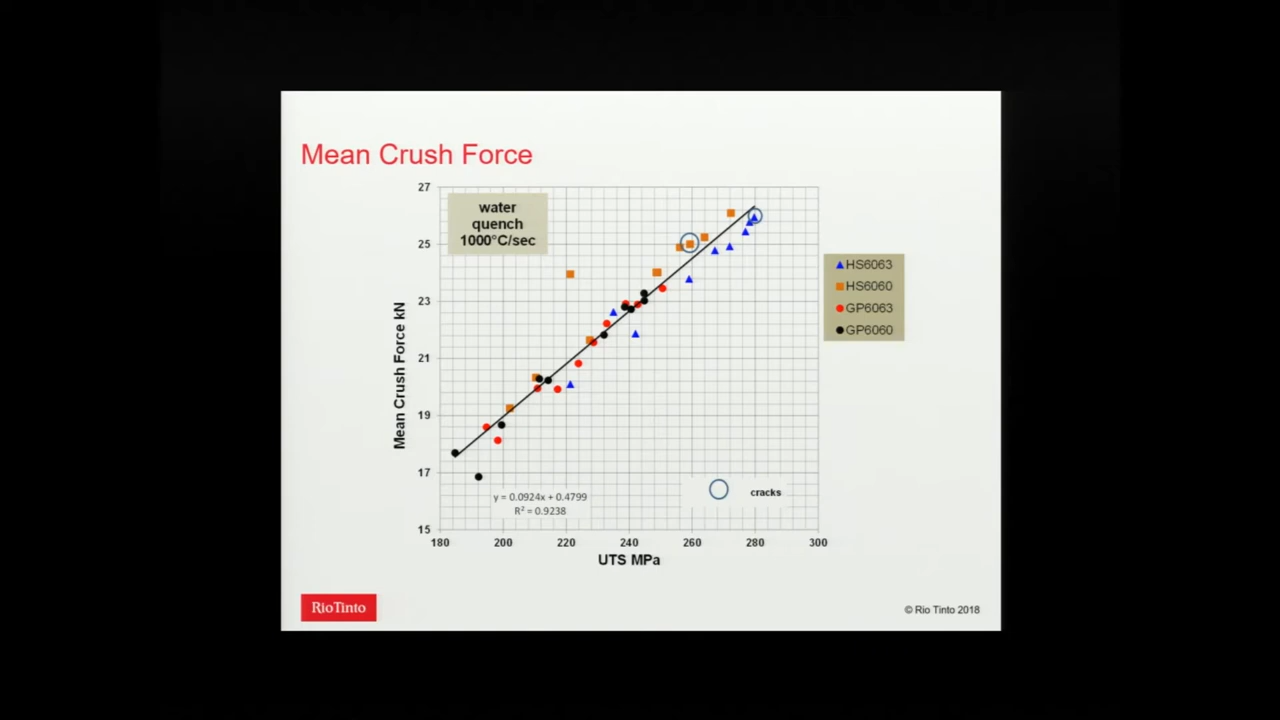 Mean Crush Force
27
25
23
21
19
17
15
Mean Crush Force kN
water
quench
1000°C/sec
HS6063
HS6060
GP6063
GP6060
y = 0.0924x + 0.4799
R² = 0.9238
cracks
180 200 220 240 260 280 300
UTS MPa
RioTinto
© Rio Tinto 2018